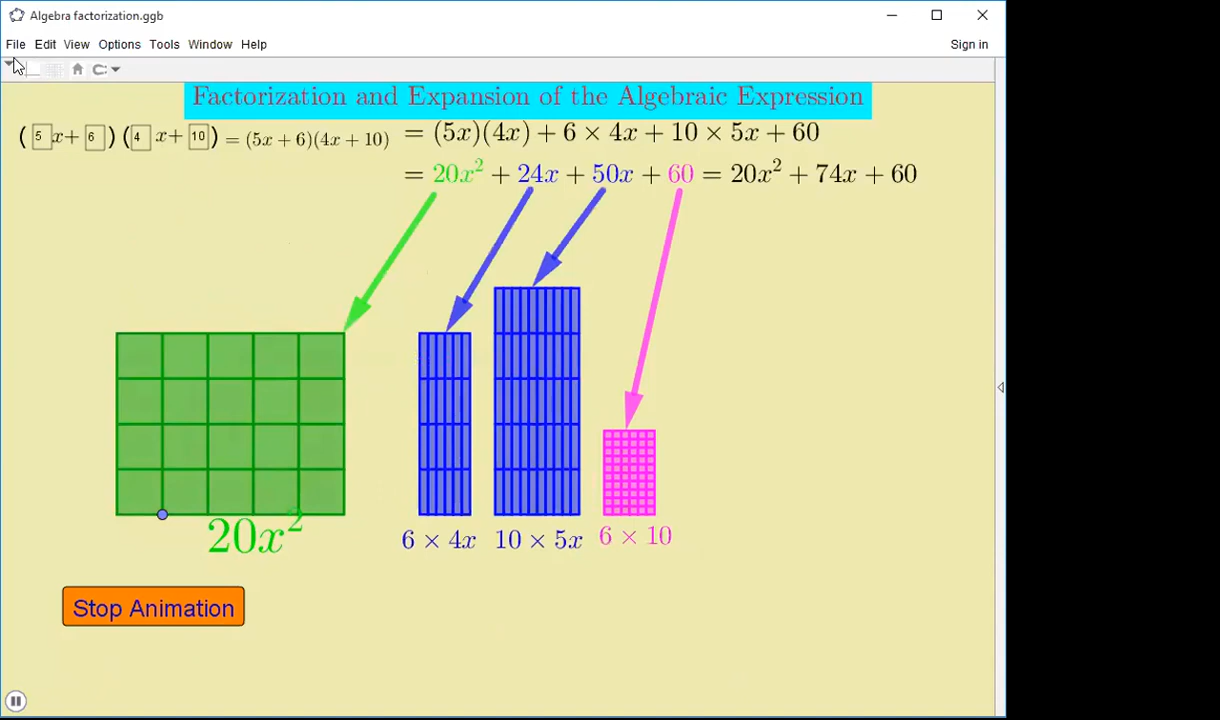 Algebra factorization.ggb
File Edit View Options Tools Window Help Sign in
Factorization and Expansion of the Algebraic Expression
( 5 x+ 6 ) ( 4 x+ 10 ) = (5x + 6)(4x + 10) = (5x)(4x) + 6 × 4x + 10 × 5x + 60
= 20x² + 24x + 50x + 60 = 20x² + 74x + 60
20x² 6 × 4x 10 × 5x 6 × 10
Stop Animation